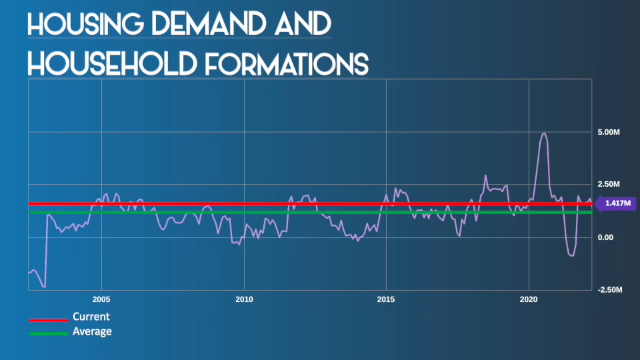 HOUSING DEMAND AND
HOUSEHOLD FORMATIONS
5.00M
2.50M
1.417M
0.00
-2.50M
2005 2010 2015 2020
Current
Average